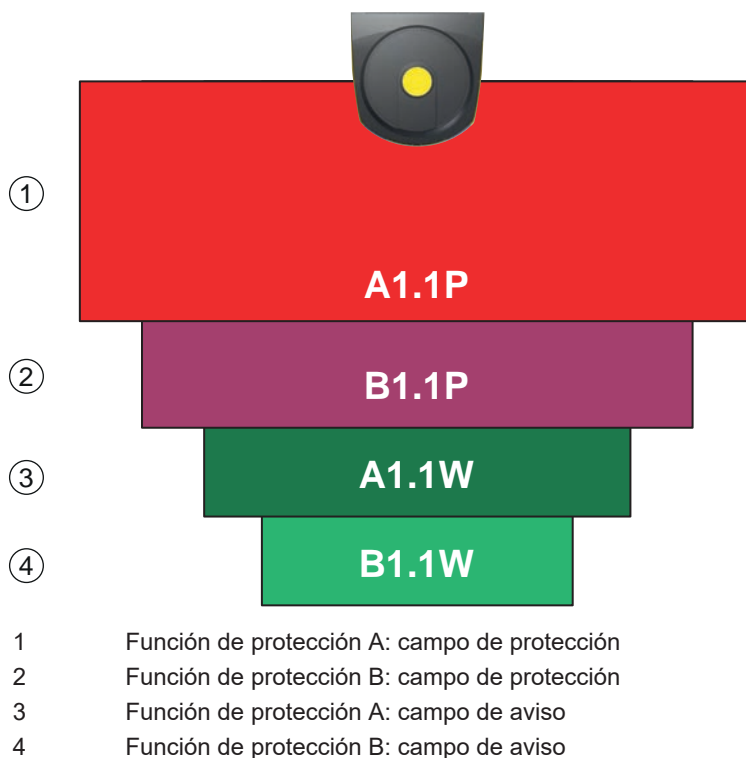 1
A1.1P
2
B1.1P
3
A1.1W
4
B1.1W
1 Función de protección A: campo de protección
2 Función de protección B: campo de protección
3 Función de protección A: campo de aviso
4 Función de protección B: campo de aviso